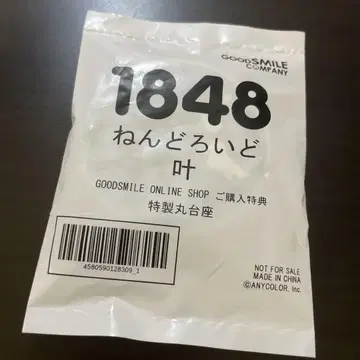 GOODSMILE
COMPANY
1848
ねんどろいど
叶
GOODSMILE ONLINE SHOP ご購入特典
特製丸台座
4580590128309_1
NOT FOR SALE
MADE IN CHINA
©ANYCOLOR, Inc.